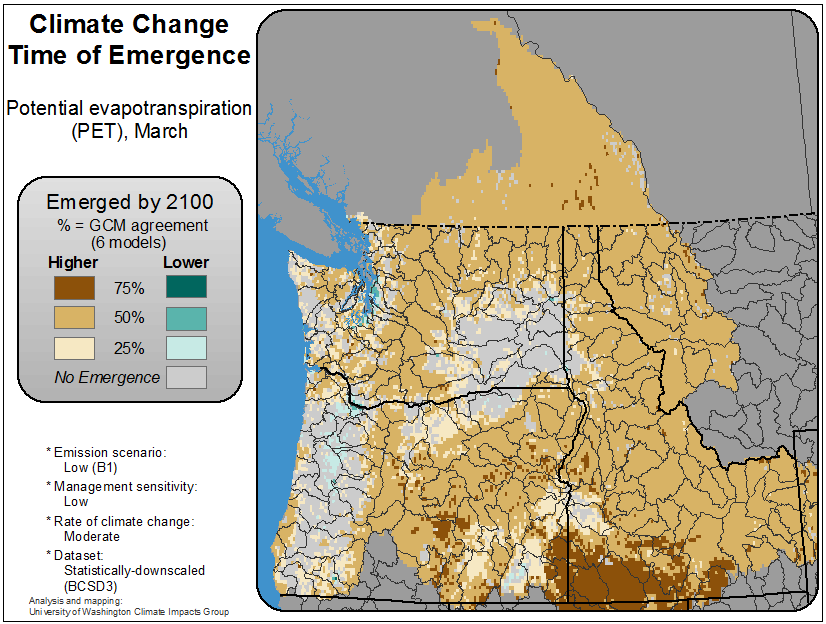 Climate Change
Time of Emergence
Potential evapotranspiration
(PET), March
Emerged by 2100
% = GCM agreement
(6 models)
Higher Lower
75%
50%
25%
No Emergence
* Emission scenario:
Low (B1)
* Management sensitivity:
Low
* Rate of climate change:
Moderate
* Dataset:
Statistically-downscaled
(BCSD3)
Analysis and mapping:
University of Washington Climate Impacts Group